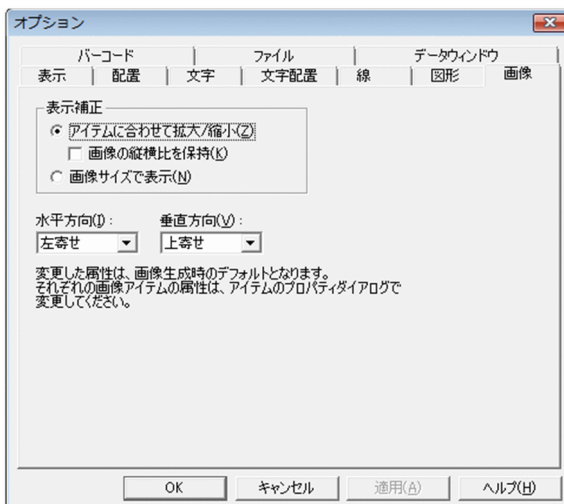 オプション
バーコード ファイル データウィンドウ
表示 配置 文字 文字配置 線 図形 画像
表示補正
アイテムに合わせて拡大/縮小(Z)
画像の縦横比を保持(K)
画像サイズで表示(N)
水平方向(I): 垂直方向(V):
左寄せ 上寄せ
変更した属性は、画像生成時のデフォルトとなります。
それぞれの画像アイテムの属性は、アイテムのプロパティダイアログで
変更してください。
OK キャンセル 適用(A) ヘルプ(H)